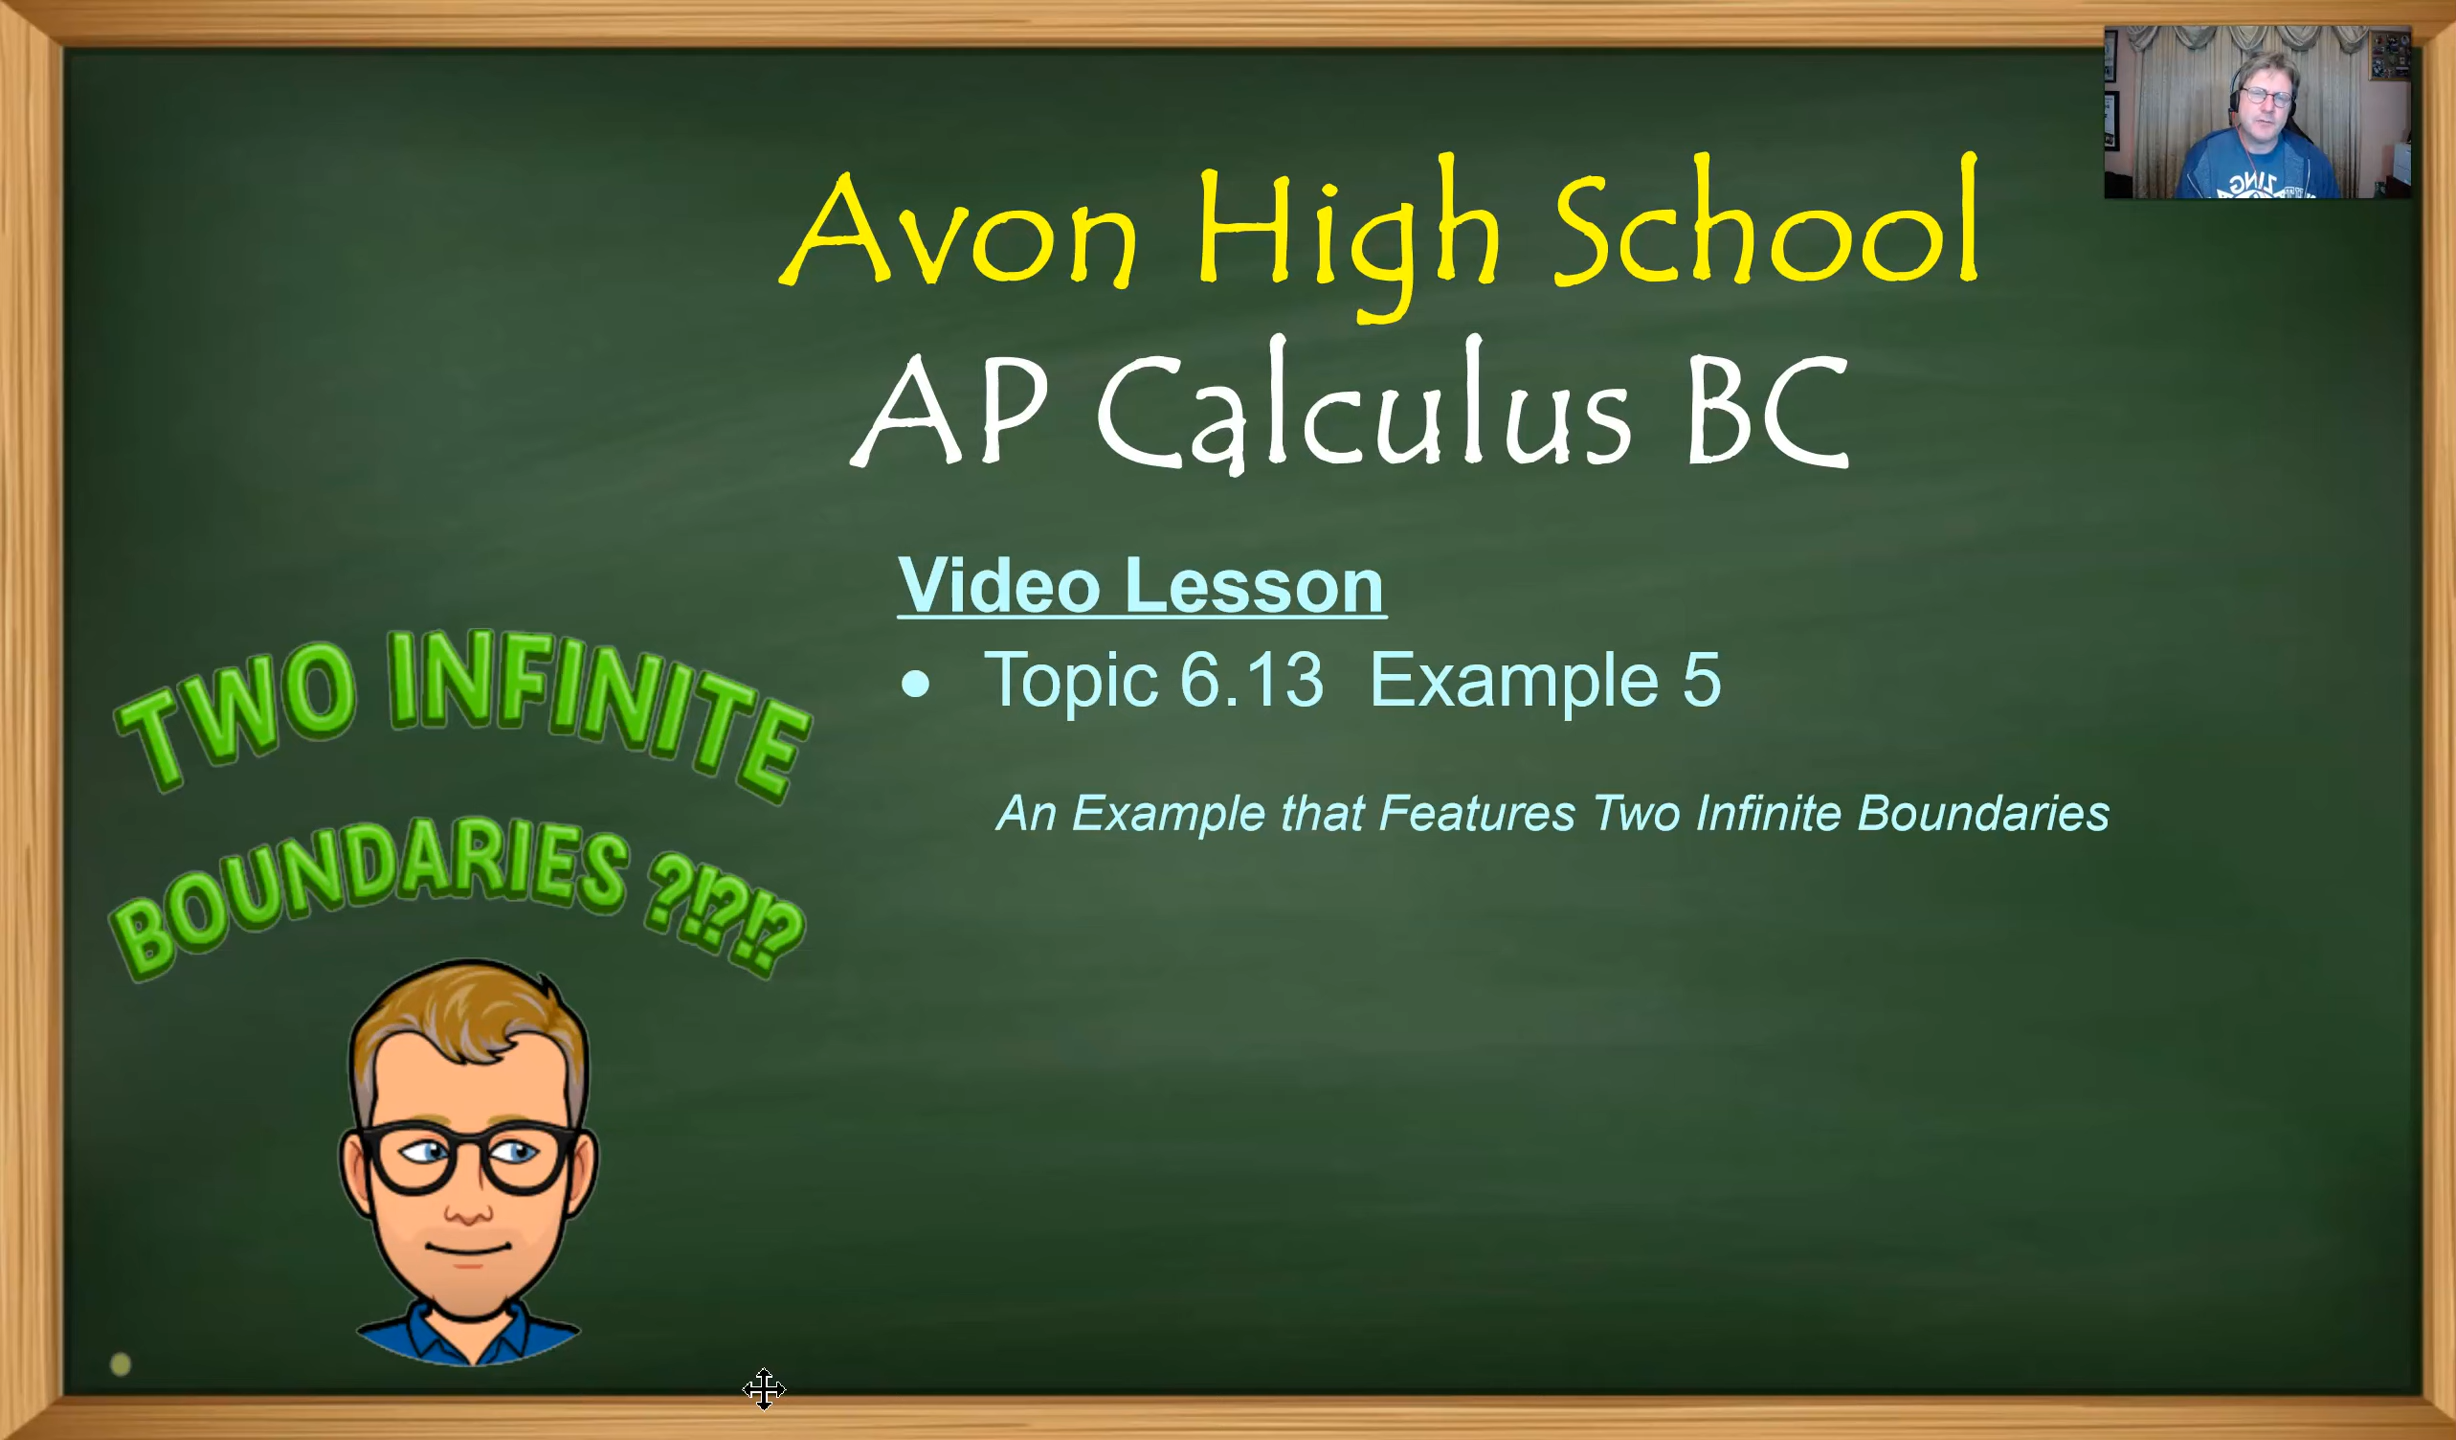 Avon High School
AP Calculus BC
Video Lesson
• Topic 6.13 Example 5
An Example that Features Two Infinite Boundaries
TWO INFINITE
BOUNDARIES ?!?!?